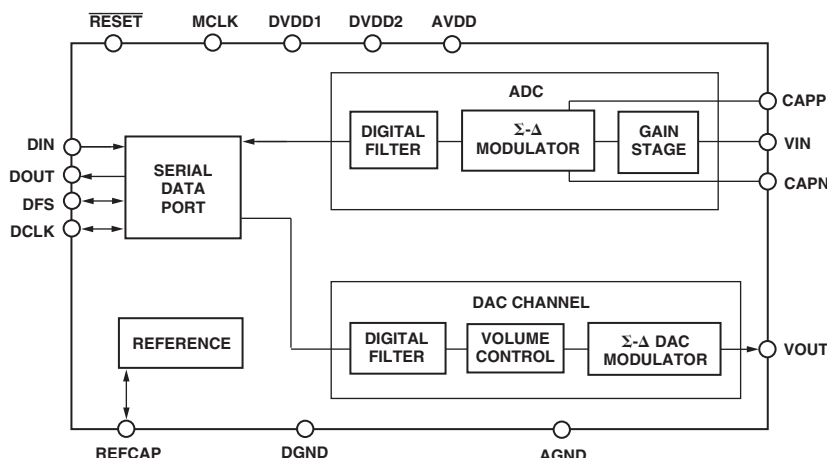 RESET MCLK DVDD1 DVDD2 AVDD
ADC
CAPP
DIGITAL
FILTER
Σ-Δ
MODULATOR
GAIN
STAGE
VIN
CAPN
DIN
DOUT
DFS
DCLK
SERIAL
DATA
PORT
DAC CHANNEL
REFERENCE
DIGITAL
FILTER
VOLUME
CONTROL
Σ-Δ DAC
MODULATOR
VOUT
REFCAP DGND AGND